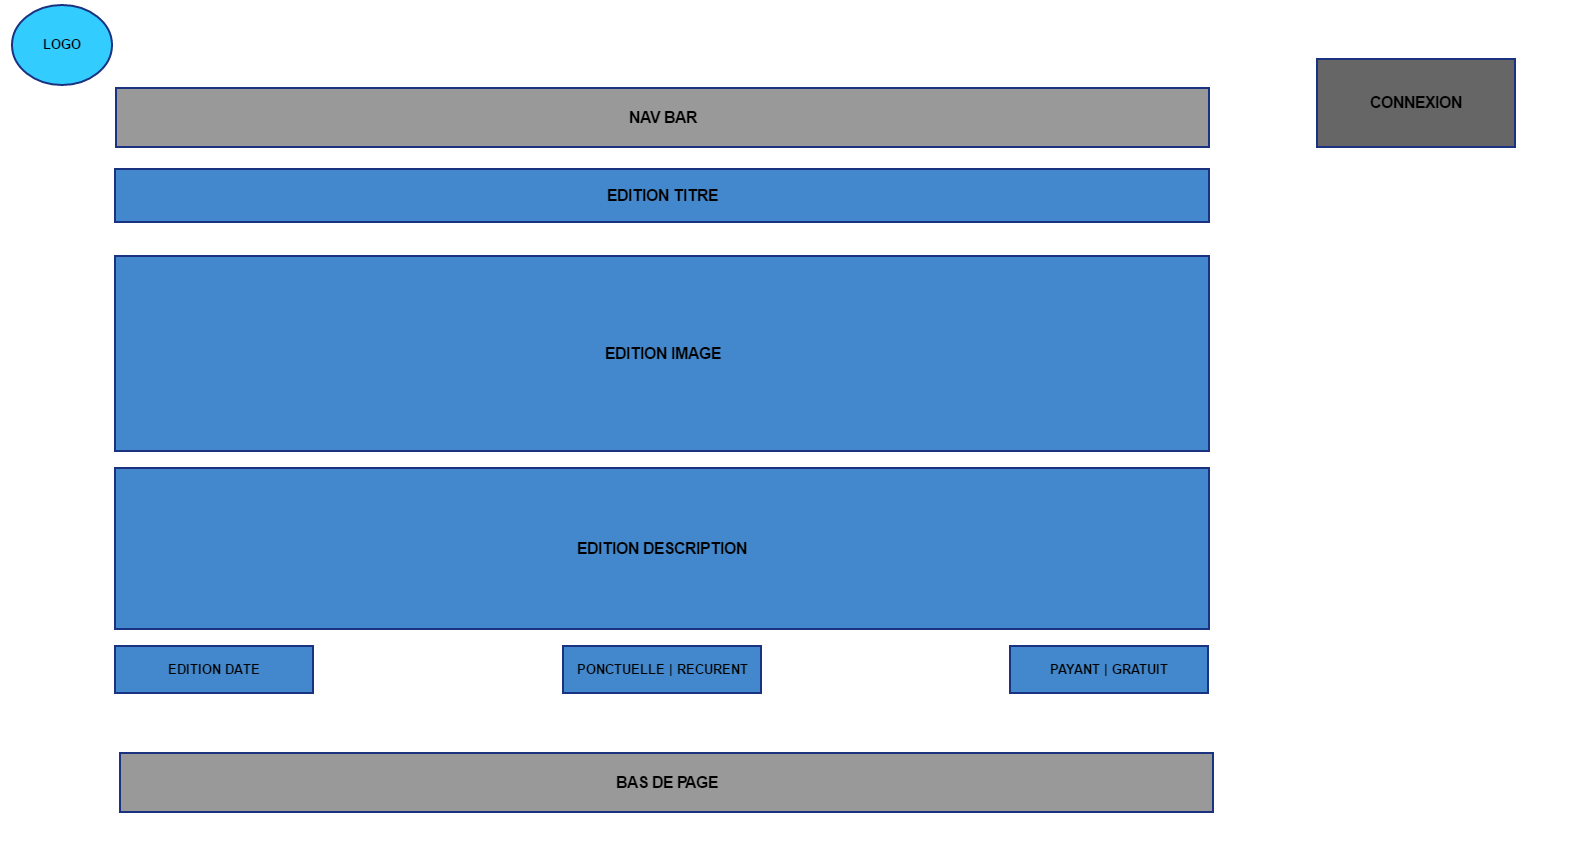 LOGO
CONNEXION
NAV BAR
EDITION TITRE
EDITION IMAGE
EDITION DESCRIPTION
EDITION DATE
PONCTUELLE | RECURENT
PAYANT | GRATUIT
BAS DE PAGE